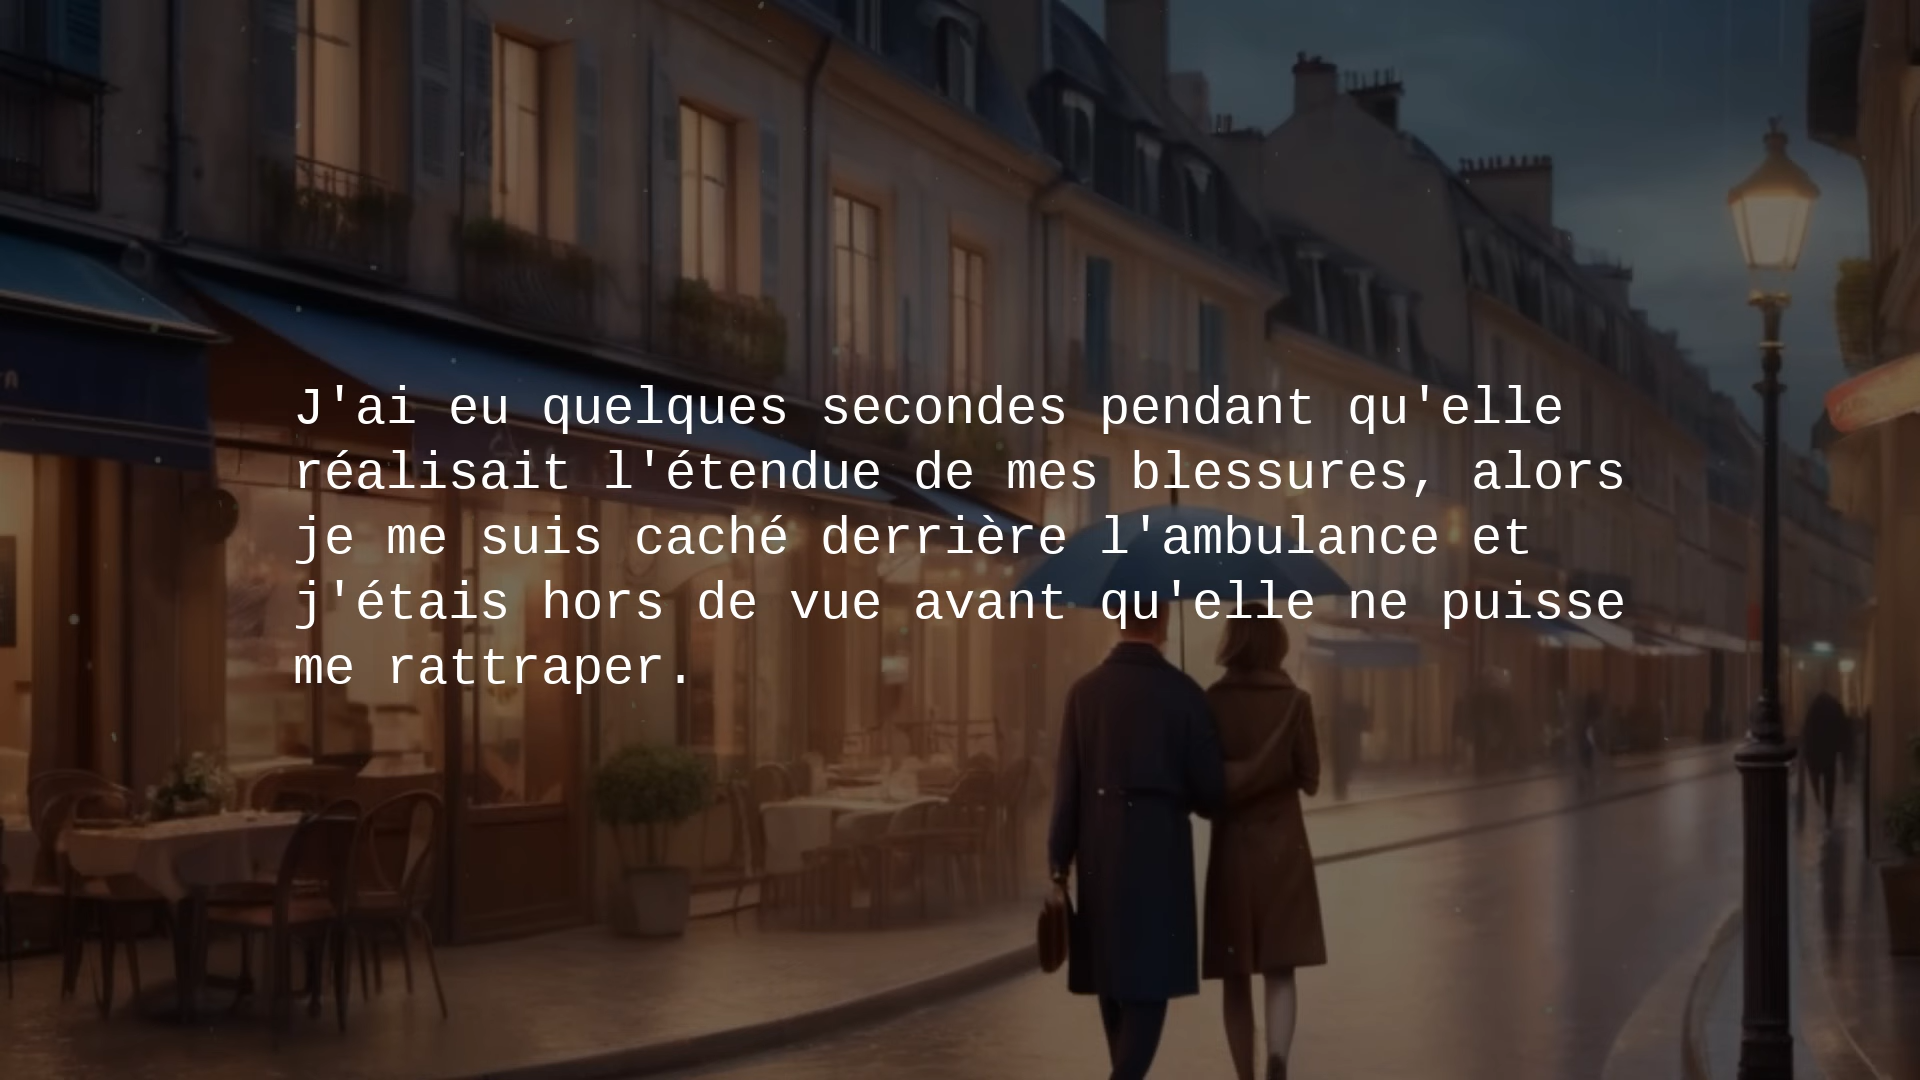 J'ai eu quelques secondes pendant qu'elle
réalisait l'étendue de mes blessures, alors
je me suis caché derrière l'ambulance et
j'étais hors de vue avant qu'elle ne puisse
me rattraper.